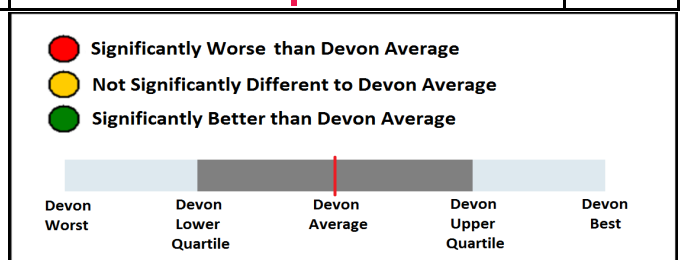 Significantly Worse than Devon Average
Not Significantly Different to Devon Average
Significantly Better than Devon Average
Devon Worst
Devon Lower Quartile
Devon Average
Devon Upper Quartile
Devon Best